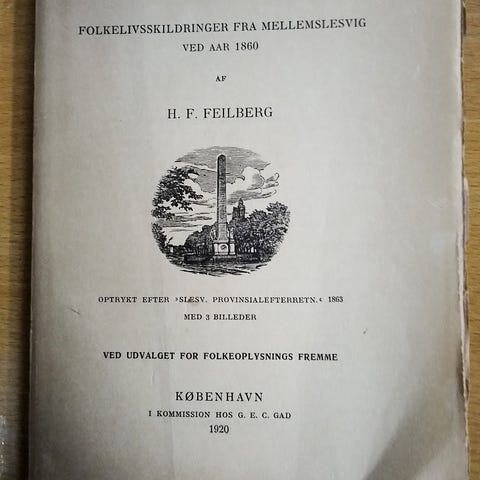 FOLKELIVSSKILDRINGER FRA MELLEMSLESVIG
VED AAR 1860
AF
H. F. FEILBERG
OPTRYKT EFTER »SLESV. PROVINSIALEFTERRETN.« 1863
MED 3 BILLEDER
VED UDVALGET FOR FOLKEOPLYSNINGS FREMME
KØBENHAVN
I KOMMISSION HOS G. E. C. GAD
1920